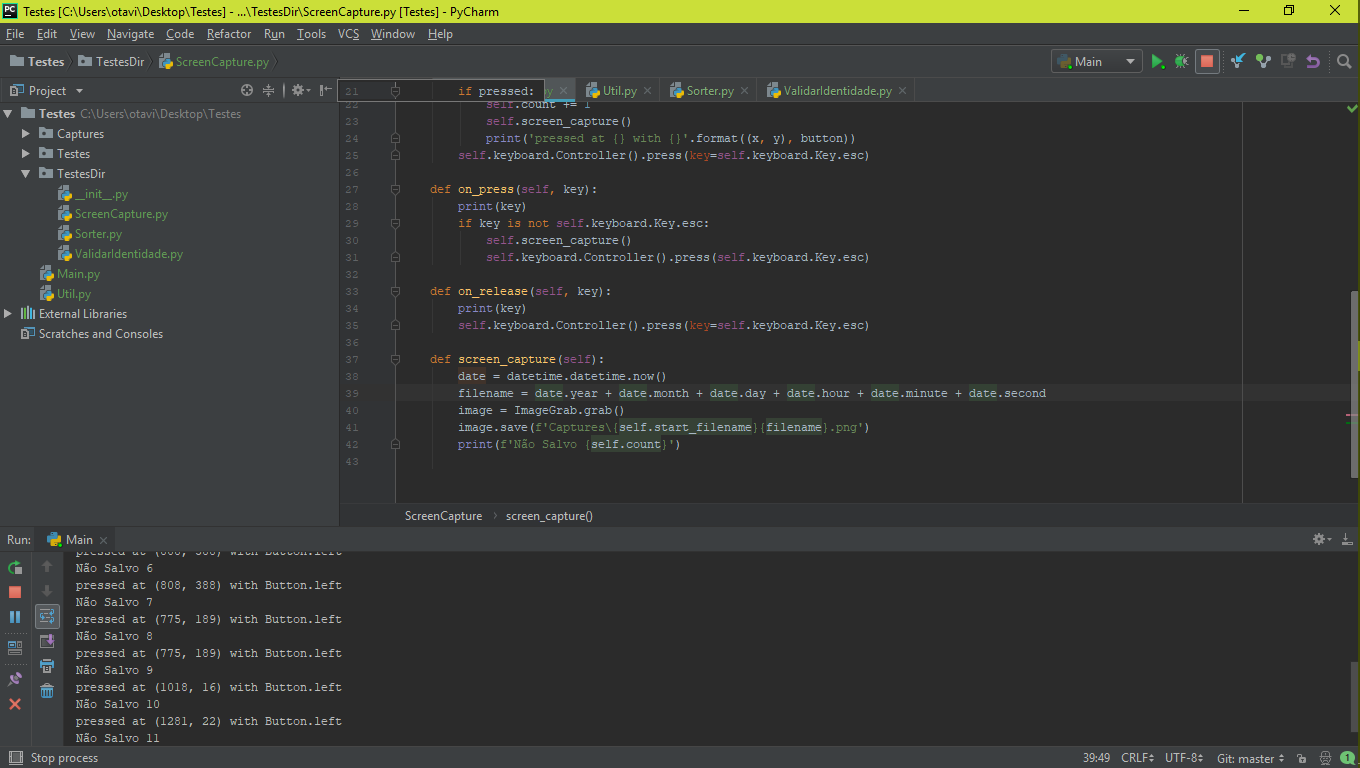 Testes [C:\Users\otavi\Desktop\Testes] - ...\TestesDir\ScreenCapture.py [Testes] - PyCharm
File Edit View Navigate Code Refactor Run Tools VCS Window Help
Testes TestesDir ScreenCapture.py Main
Project
21 if pressed: Util.py Sorter.py ValidarIdentidade.py
Testes C:\Users\otavi\Desktop\Testes
Captures
Testes
TestesDir
__init__.py
ScreenCapture.py
Sorter.py
ValidarIdentidade.py
Main.py
Util.py
External Libraries
Scratches and Consoles
22 self.count += 1
23 self.screen_capture()
24 print('pressed at {} with {}'.format((x, y), button))
25 self.keyboard.Controller().press(key=self.keyboard.Key.esc)
26
27 def on_press(self, key):
28 print(key)
29 if key is not self.keyboard.Key.esc:
30 self.screen_capture()
31 self.keyboard.Controller().press(self.keyboard.Key.esc)
32
33 def on_release(self, key):
34 print(key)
35 self.keyboard.Controller().press(key=self.keyboard.Key.esc)
36
37 def screen_capture(self):
38 date = datetime.datetime.now()
39 filename = date.year + date.month + date.day + date.hour + date.minute + date.second
40 image = ImageGrab.grab()
41 image.save(f'Captures\{self.start_filename}{filename}.png')
42 print(f'Não Salvo {self.count}')
43
ScreenCapture screen_capture()
Run: Main
Não Salvo 6
pressed at (808, 388) with Button.left
Não Salvo 7
pressed at (775, 189) with Button.left
Não Salvo 8
pressed at (775, 189) with Button.left
Não Salvo 9
pressed at (1018, 16) with Button.left
Não Salvo 10
pressed at (1281, 22) with Button.left
Não Salvo 11
Stop process 39:49 CRLF UTF-8 Git: master 1